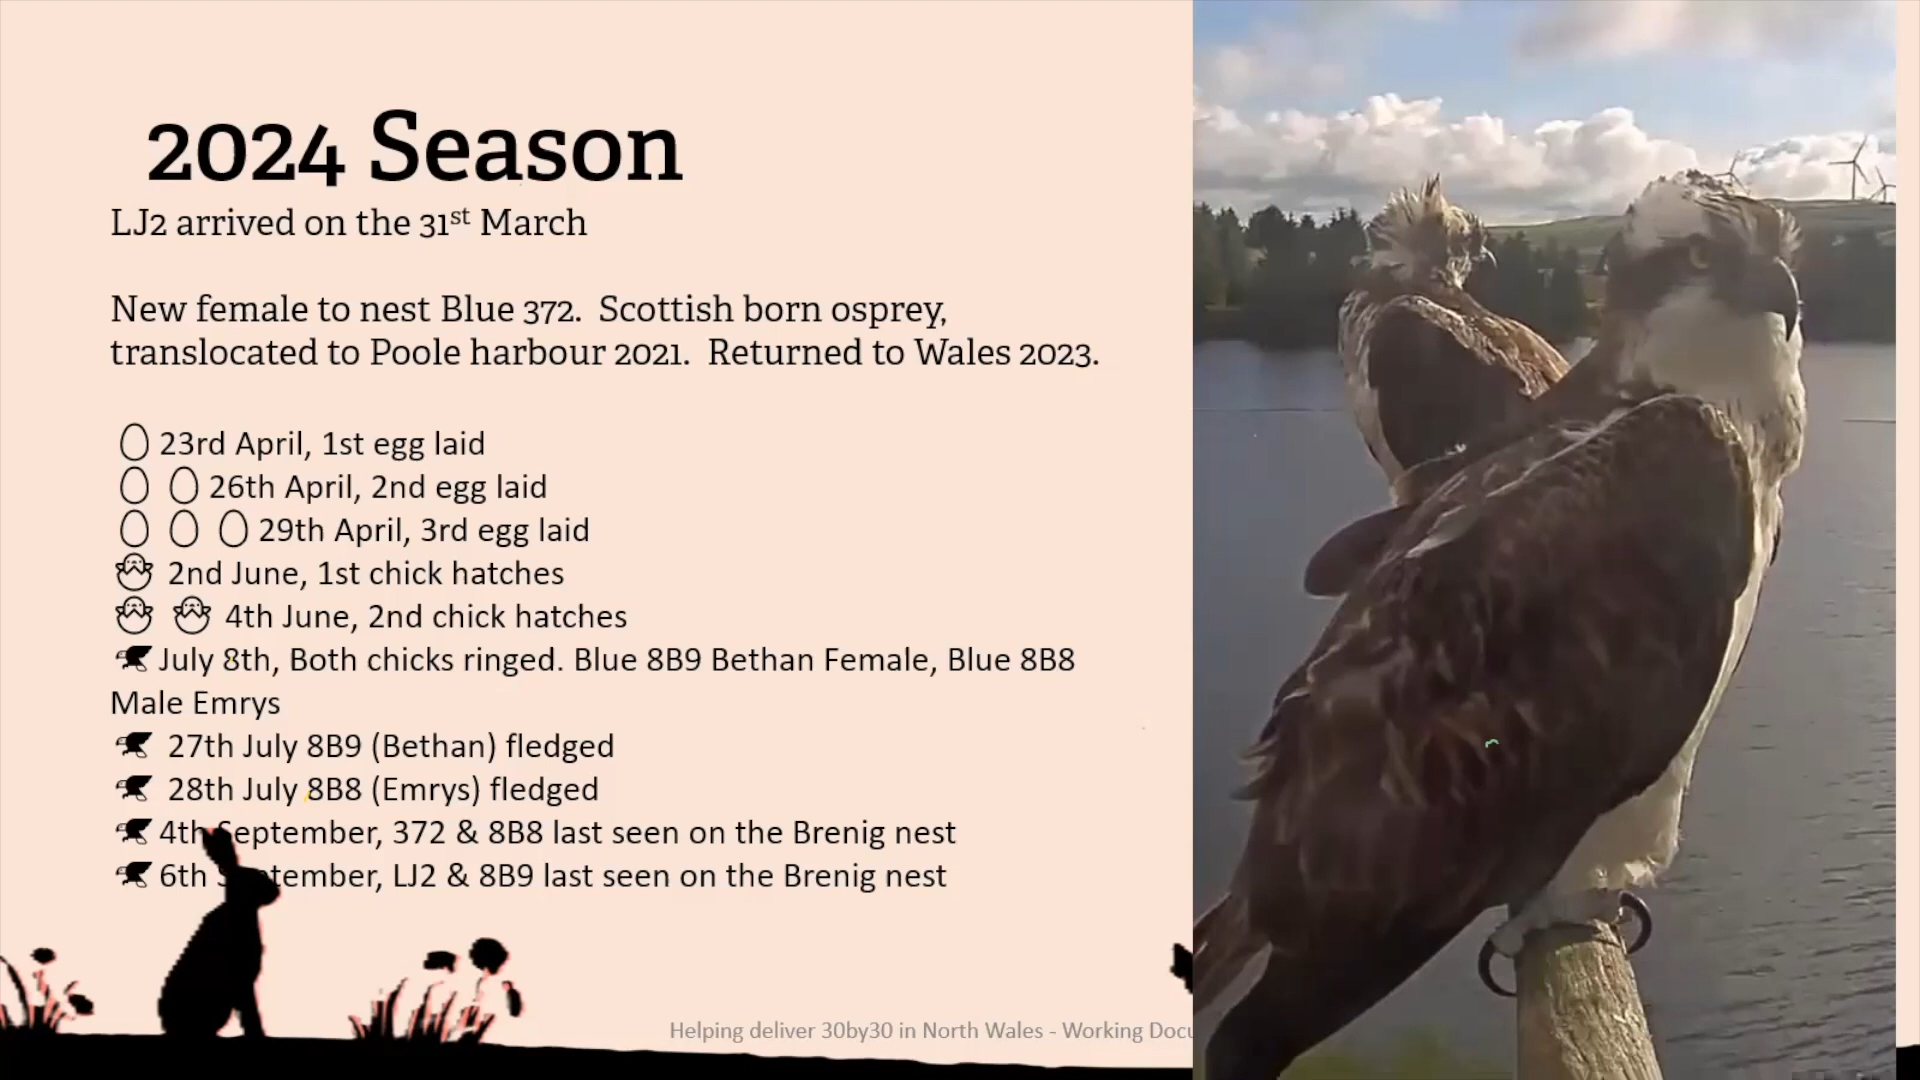 2024 Season
LJ2 arrived on the 31st March
New female to nest Blue 372. Scottish born osprey,
translocated to Poole harbour 2021. Returned to Wales 2023.
23rd April, 1st egg laid
26th April, 2nd egg laid
29th April, 3rd egg laid
2nd June, 1st chick hatches
4th June, 2nd chick hatches
July 8th, Both chicks ringed. Blue 8B9 Bethan Female, Blue 8B8
Male Emrys
27th July 8B9 (Bethan) fledged
28th July 8B8 (Emrys) fledged
4th September, 372 & 8B8 last seen on the Brenig nest
6th September, LJ2 & 8B9 last seen on the Brenig nest
Helping deliver 30by30 in North Wales - Working Docu